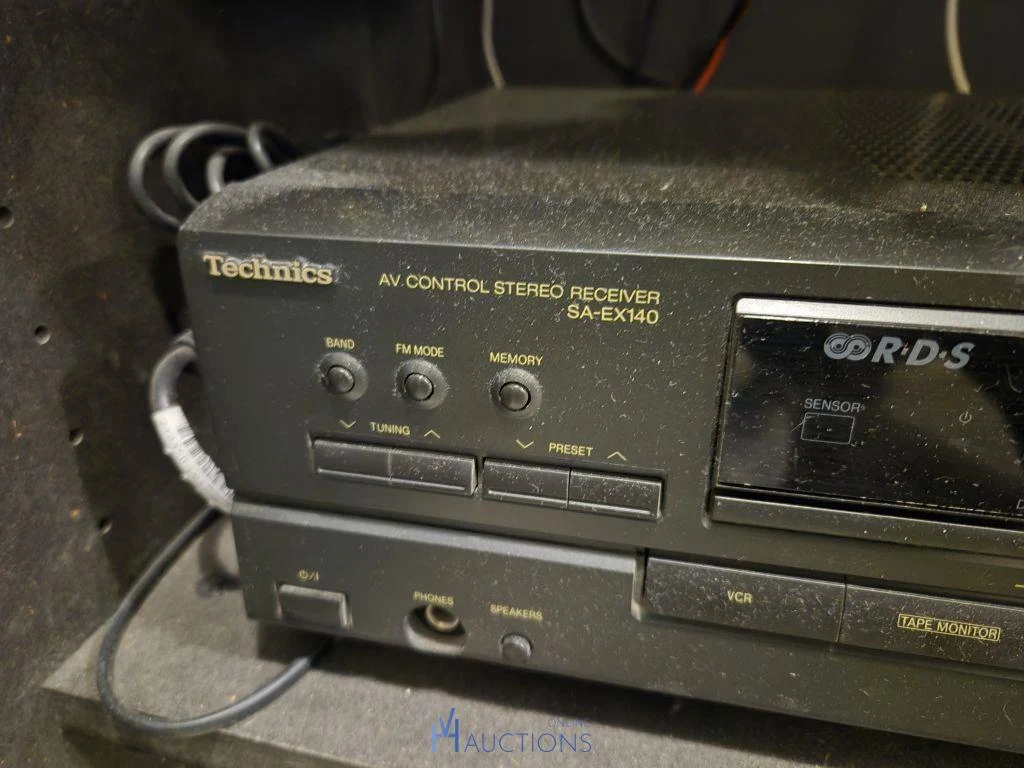 Technics
AV CONTROL STEREO RECEIVER
SA-EX140
BAND
FM MODE
MEMORY
TUNING
PRESET
R·D·S
SENSOR
⏻/I
PHONES
SPEAKERS
VCR
TAPE MONITOR
ONLINE
AUCTIONS